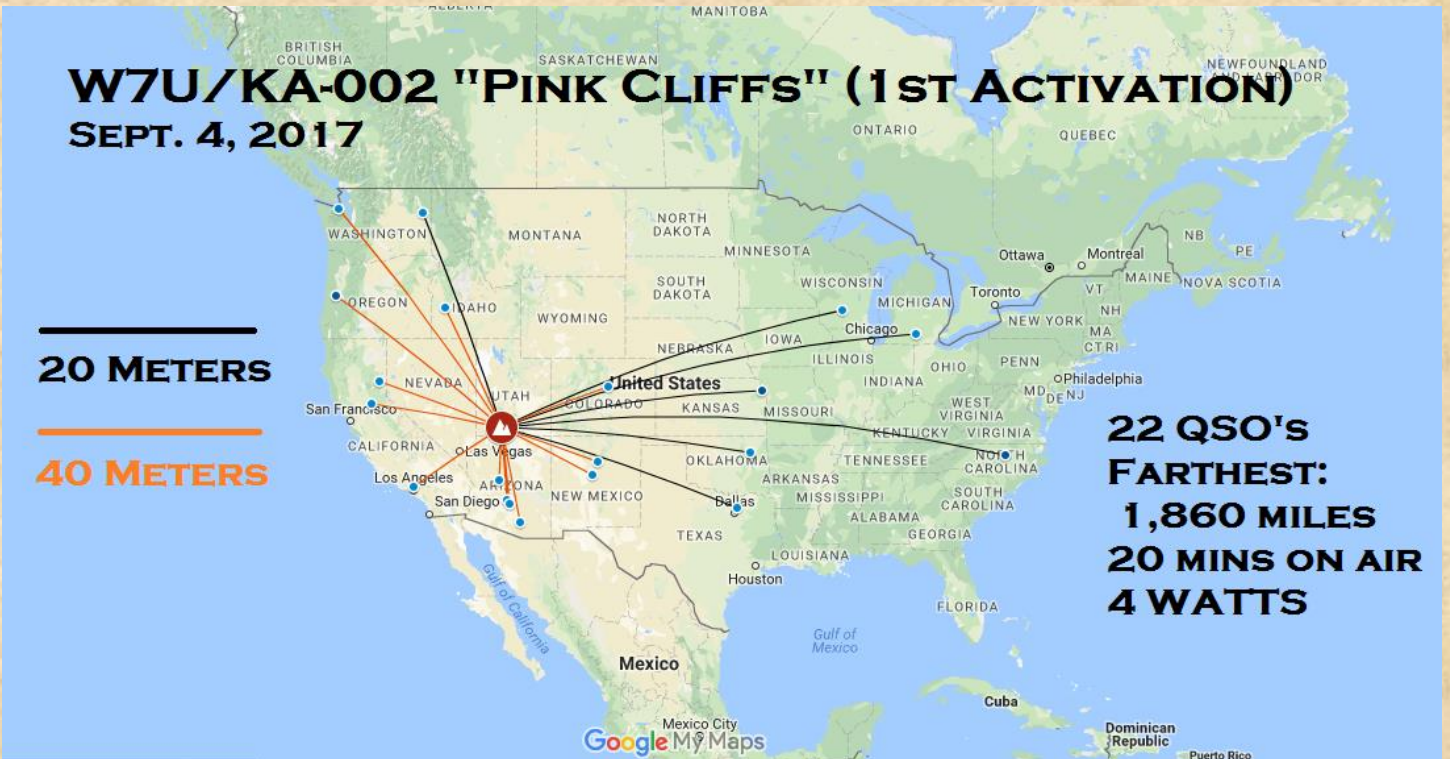 ALBERTA
MANITOBA
BRITISH
COLUMBIA
SASKATCHEWAN
NEWFOUNDLAND
AND LABRADOR
W7U/KA-002 "PINK CLIFFS" (1ST ACTIVATION)
SEPT. 4, 2017
ONTARIO
QUEBEC
WASHINGTON
MONTANA
NORTH
DAKOTA
MINNESOTA
Ottawa
Montreal
NB
PE
MAINE
NOVA SCOTIA
OREGON
IDAHO
SOUTH
DAKOTA
WISCONSIN
MICHIGAN
Toronto
VT
NH
NEW YORK
MA
CT RI
WYOMING
Chicago
IOWA
NEBRASKA
ILLINOIS
INDIANA
OHIO
PENN
Philadelphia
MD
DE
NJ
20 METERS
NEVADA
UTAH
COLORADO
United States
KANSAS
MISSOURI
WEST
VIRGINIA
KENTUCKY
VIRGINIA
San Francisco
CALIFORNIA
Las Vegas
40 METERS
OKLAHOMA
TENNESSEE
NORTH
CAROLINA
Los Angeles
ARIZONA
NEW MEXICO
ARKANSAS
MISSISSIPPI
SOUTH
CAROLINA
San Diego
Dallas
ALABAMA
GEORGIA
TEXAS
LOUISIANA
Houston
FLORIDA
22 QSO's
FARTHEST:
1,860 MILES
20 MINS ON AIR
4 WATTS
Gulf of California
Gulf of
Mexico
Mexico
Cuba
Mexico City
Dominican
Republic
Puerto Rico
Google My Maps